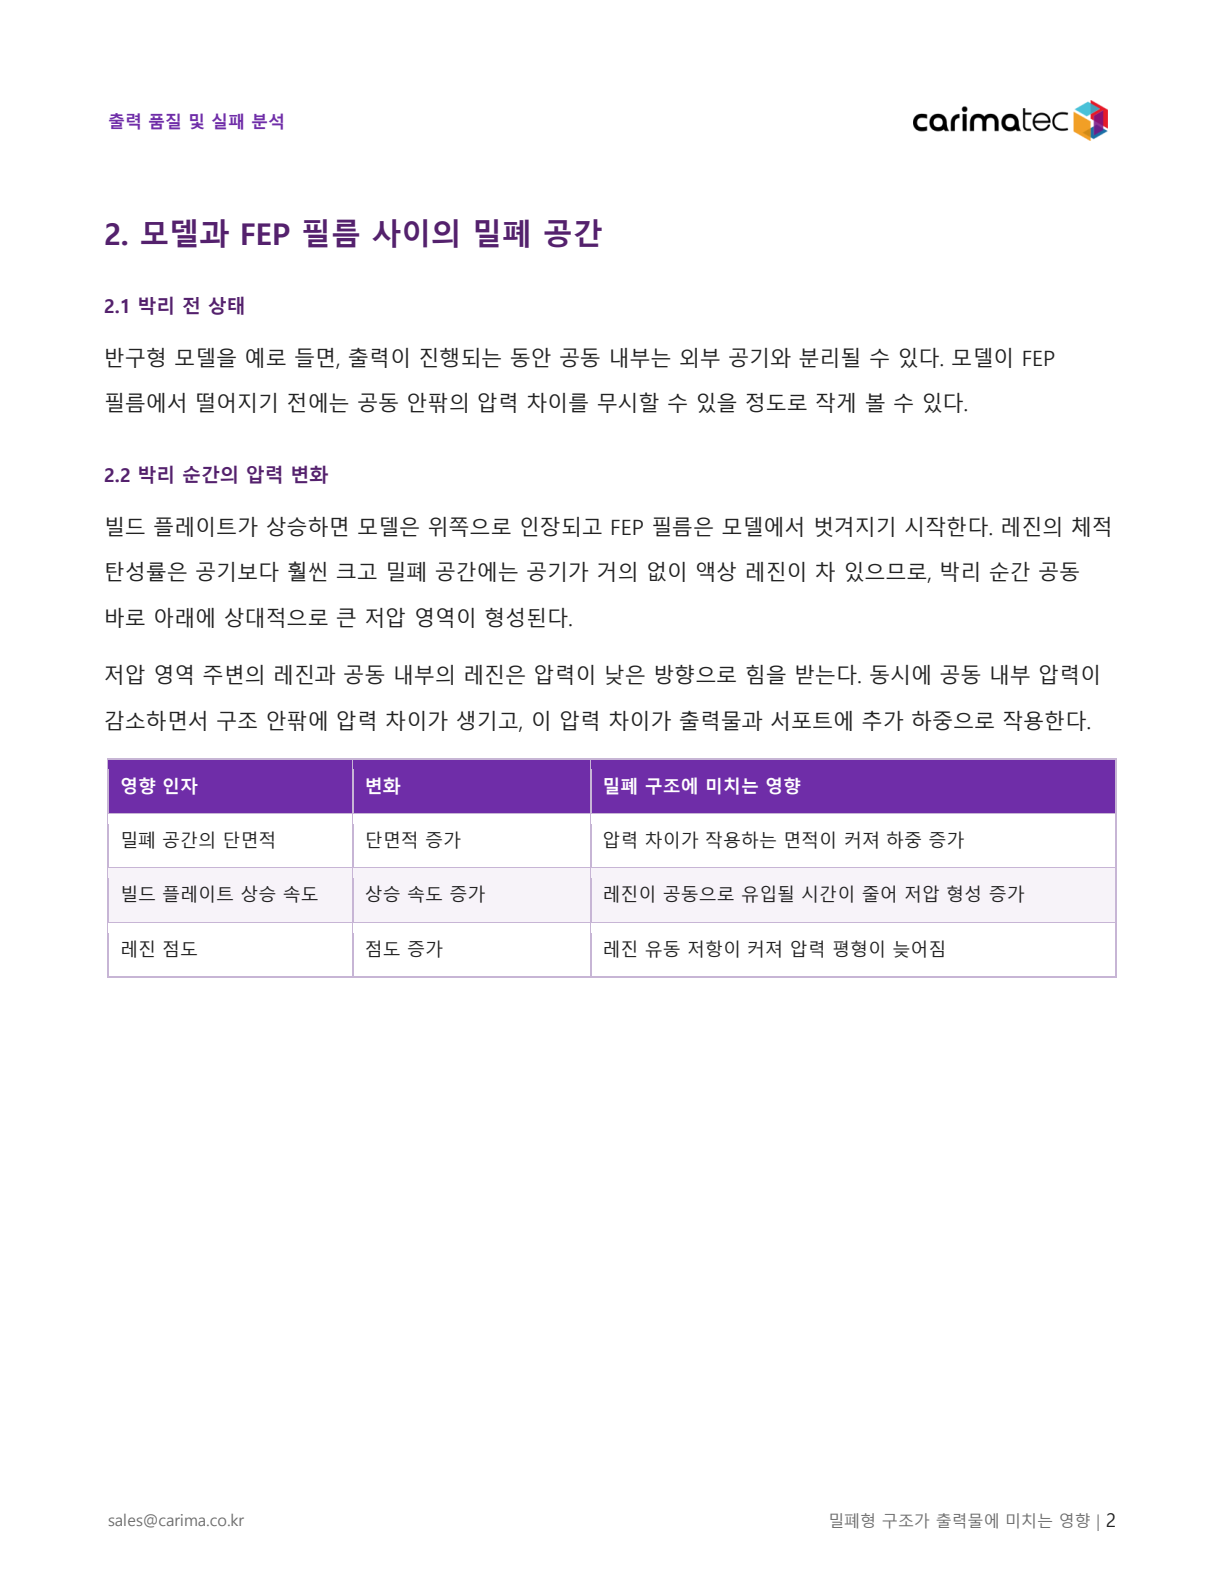 출력 품질 및 실패 분석
carimatec
2. 모델과 FEP 필름 사이의 밀폐 공간
2.1 박리 전 상태
반구형 모델을 예로 들면, 출력이 진행되는 동안 공동 내부는 외부 공기와 분리될 수 있다. 모델이 FEP
필름에서 떨어지기 전에는 공동 안팎의 압력 차이를 무시할 수 있을 정도로 작게 볼 수 있다.
2.2 박리 순간의 압력 변화
빌드 플레이트가 상승하면 모델은 위쪽으로 인장되고 FEP 필름은 모델에서 벗겨지기 시작한다. 레진의 체적
탄성률은 공기보다 훨씬 크고 밀폐 공간에는 공기가 거의 없이 액상 레진이 차 있으므로, 박리 순간 공동
바로 아래에 상대적으로 큰 저압 영역이 형성된다.
저압 영역 주변의 레진과 공동 내부의 레진은 압력이 낮은 방향으로 힘을 받는다. 동시에 공동 내부 압력이
감소하면서 구조 안팎에 압력 차이가 생기고, 이 압력 차이가 출력물과 서포트에 추가 하중으로 작용한다.
영향 인자 변화 밀폐 구조에 미치는 영향
밀폐 공간의 단면적 단면적 증가 압력 차이가 작용하는 면적이 커져 하중 증가
빌드 플레이트 상승 속도 상승 속도 증가 레진이 공동으로 유입될 시간이 줄어 저압 형성 증가
레진 점도 점도 증가 레진 유동 저항이 커져 압력 평형이 늦어짐
sales@carima.co.kr 밀폐형 구조가 출력물에 미치는 영향 | 2